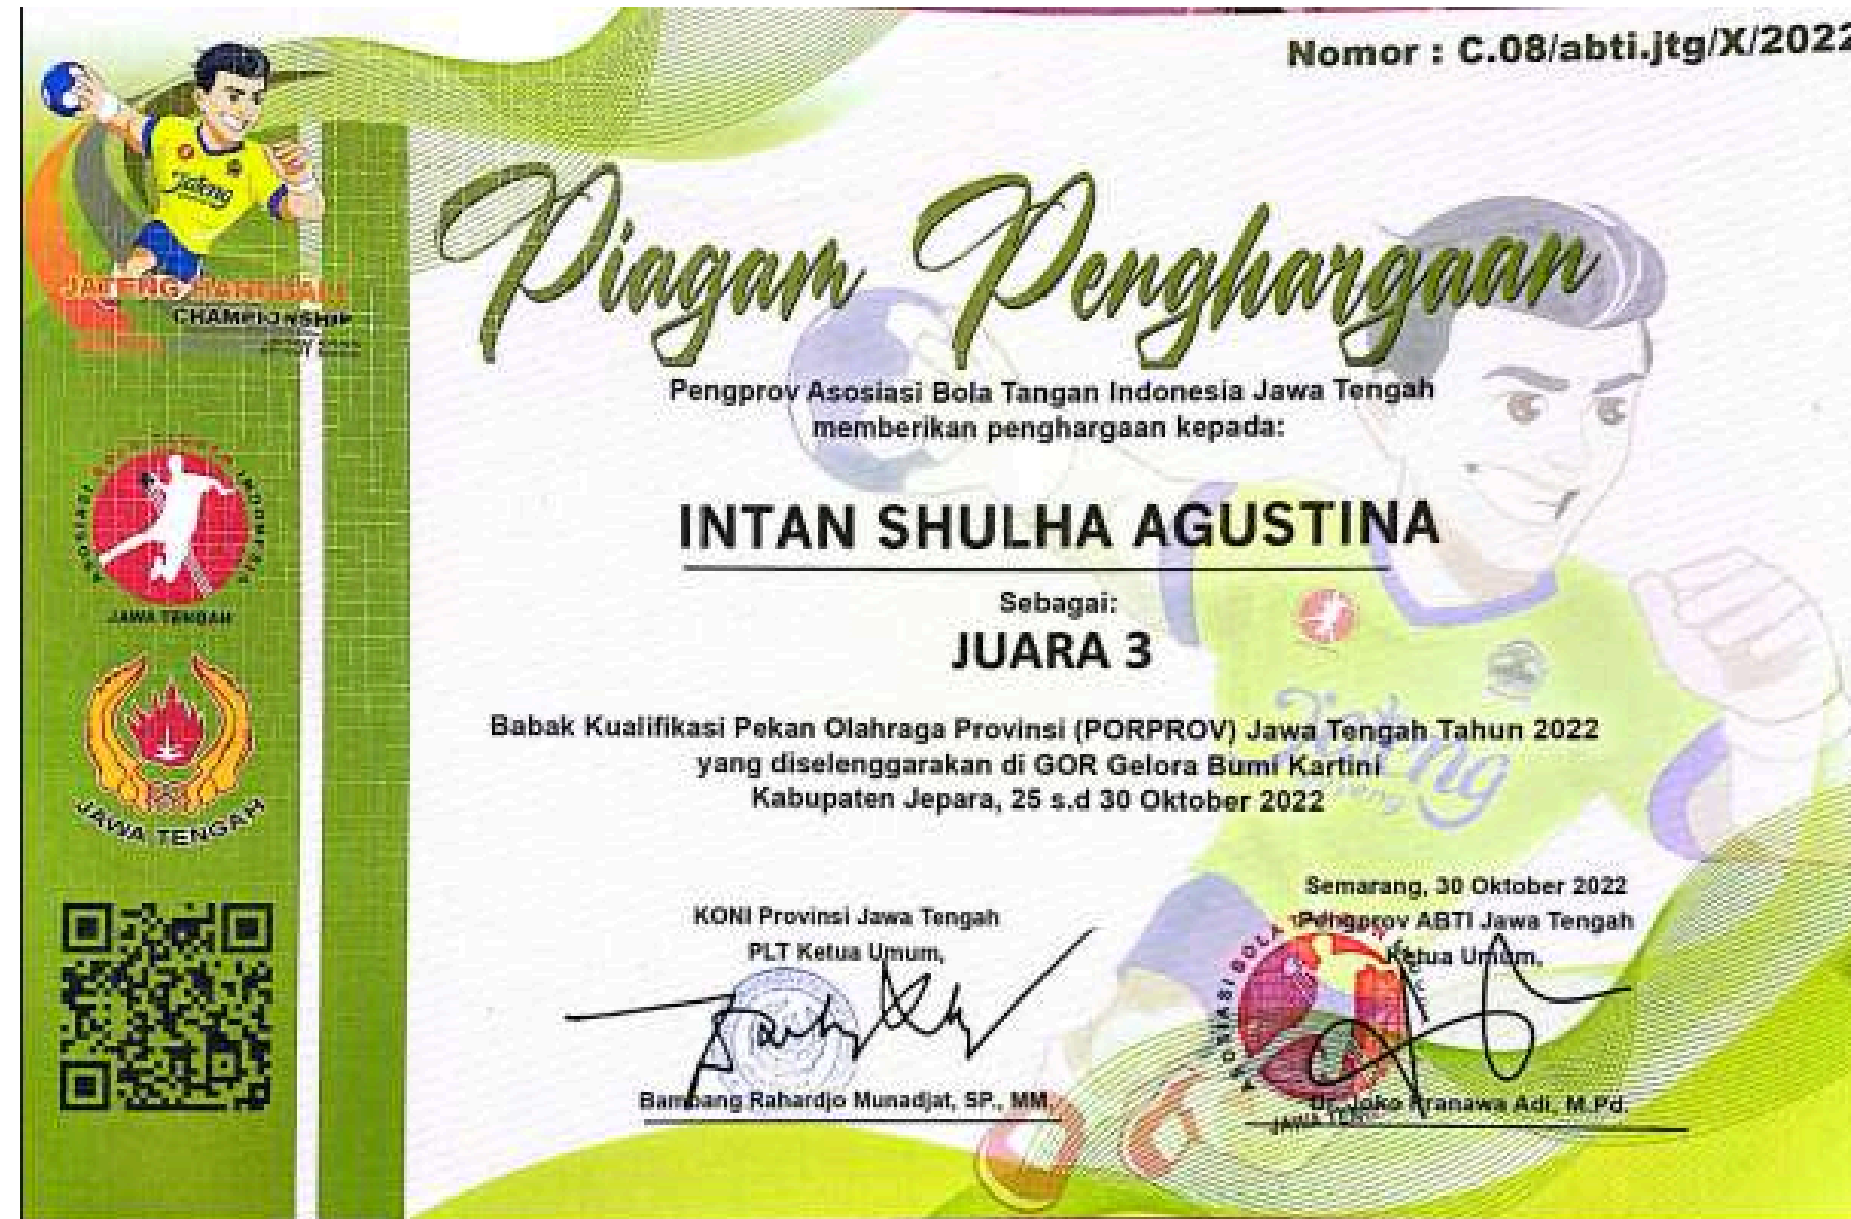 Nomor : C.08/abti.jtg/X/2022
Jateng
JATENG HANDBALL
CHAMPIONSHIP
Piagam Penghargaan
Pengprov Asosiasi Bola Tangan Indonesia Jawa Tengah
memberikan penghargaan kepada:
INTAN SHULHA AGUSTINA
Sebagai:
JUARA 3
Babak Kualifikasi Pekan Olahraga Provinsi (PORPROV) Jawa Tengah Tahun 2022
yang diselenggarakan di GOR Gelora Bumi Kartini
Kabupaten Jepara, 25 s.d 30 Oktober 2022
Jateng
JAWA TENGAH
JAWA TENGAH
KONI Provinsi Jawa Tengah
PLT Ketua Umum,
Bambang Rahardjo Munadjat, SP., MM,
Semarang, 30 Oktober 2022
Pengprov ABTI Jawa Tengah
Ketua Umum,
Dr. Joko Pranawa Adi, M.Pd.